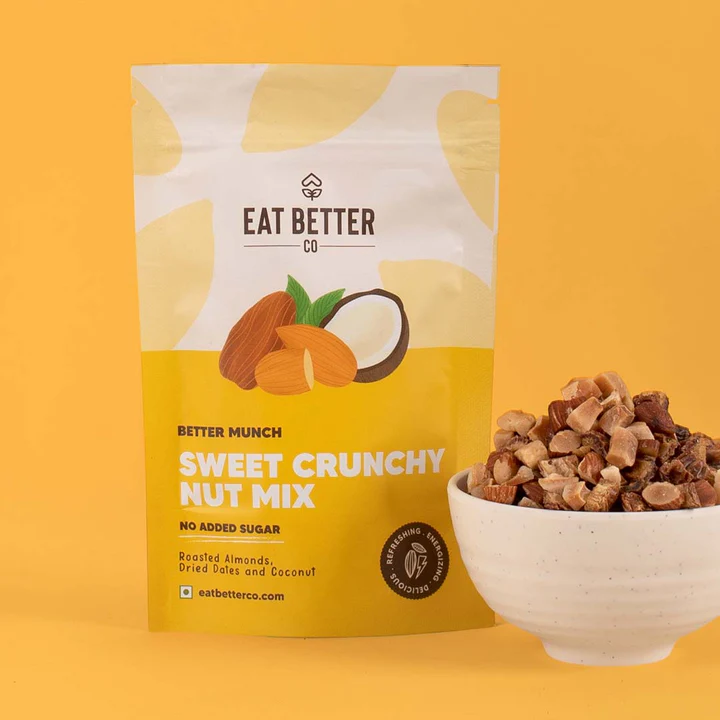 EAT BETTER
CO
BETTER MUNCH
SWEET CRUNCHY
NUT MIX
NO ADDED SUGAR
Roasted Almonds,
Dried Dates and Coconut
eatbetterco.com
REFRESHING · ENERGIZING · DELICIOUS ·